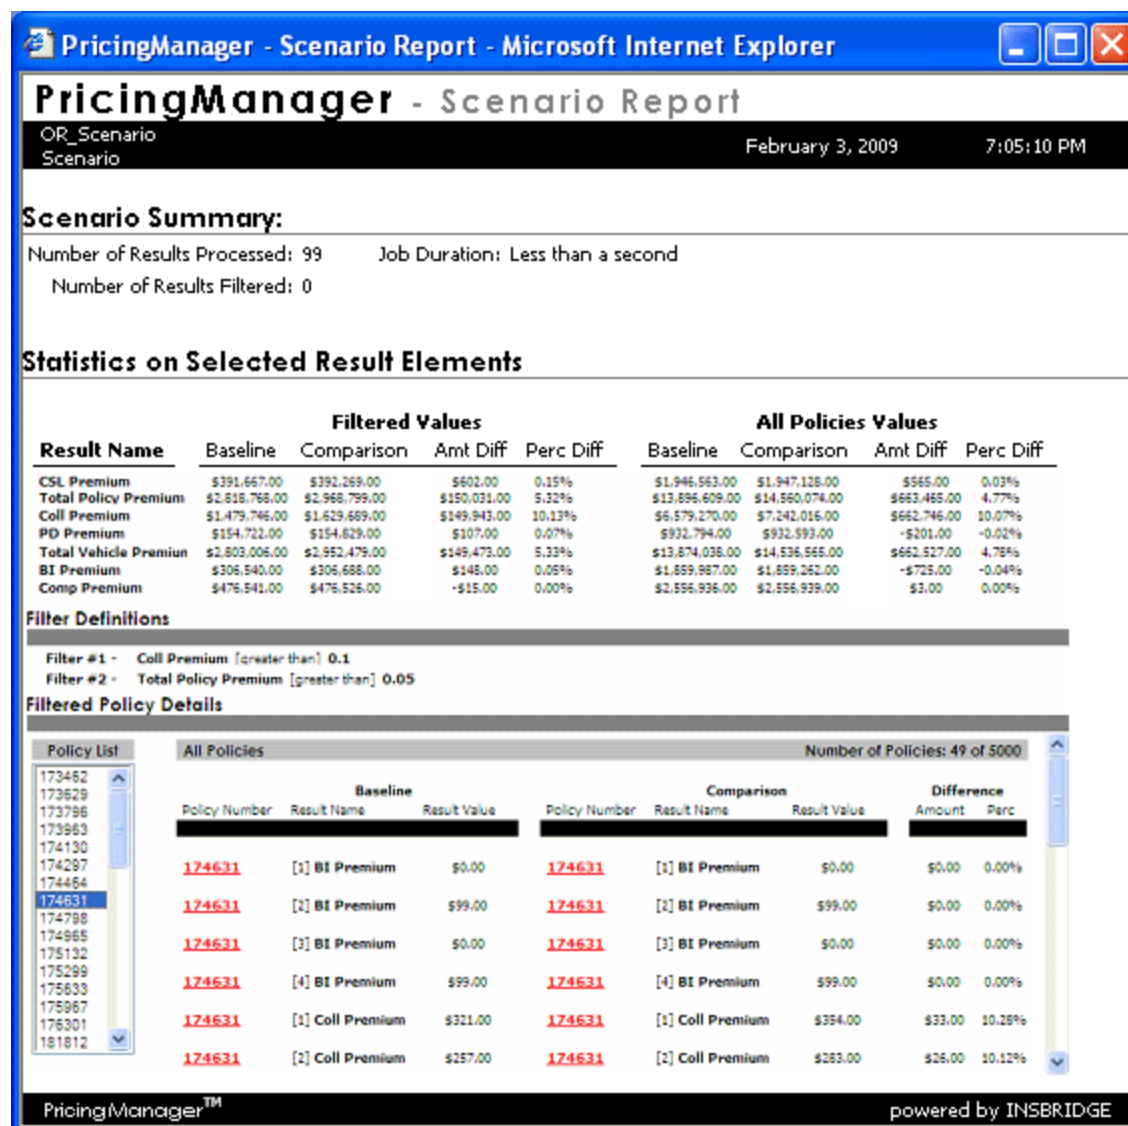 PricingManager - Scenario Report - Microsoft Internet Explorer
PricingManager - Scenario Report
OR_Scenario
Scenario
February 3, 2009 7:05:10 PM
Scenario Summary:
Number of Results Processed: 99 Job Duration: Less than a second
Number of Results Filtered: 0
Statistics on Selected Result Elements
Filtered Values All Policies Values
Result Name Baseline Comparison Amt Diff Perc Diff Baseline Comparison Amt Diff Perc Diff
CSL Premium $391,667.00 $392,269.00 $602.00 0.15% $1,946,563.00 $1,947,128.00 $565.00 0.03%
Total Policy Premium $2,818,768.00 $2,968,799.00 $150,031.00 5.32% $13,896,609.00 $14,560,074.00 $663,465.00 4.77%
Coll Premium $1,479,746.00 $1,629,689.00 $149,943.00 10.13% $6,579,270.00 $7,242,016.00 $662,746.00 10.07%
PD Premium $154,722.00 $154,829.00 $107.00 0.07% $932,794.00 $932,593.00 -$201.00 -0.02%
Total Vehicle Premiun $2,803,006.00 $2,952,479.00 $149,473.00 5.33% $13,874,038.00 $14,536,565.00 $662,527.00 4.78%
BI Premium $306,540.00 $306,688.00 $148.00 0.05% $1,859,987.00 $1,859,262.00 -$725.00 -0.04%
Comp Premium $476,541.00 $476,526.00 -$15.00 0.00% $2,556,936.00 $2,556,939.00 $3.00 0.00%
Filter Definitions
Filter #1 - Coll Premium [greater than] 0.1
Filter #2 - Total Policy Premium [greater than] 0.05
Filtered Policy Details
Policy List
173462
173629
173796
173963
174130
174297
174464
174631
174798
174965
175132
175299
175633
175967
176301
181812
All Policies Number of Policies: 49 of 5000
Baseline Comparison Difference
Policy Number Result Name Result Value Policy Number Result Name Result Value Amount Perc
174631 [1] BI Premium $0.00 174631 [1] BI Premium $0.00 $0.00 0.00%
174631 [2] BI Premium $99.00 174631 [2] BI Premium $99.00 $0.00 0.00%
174631 [3] BI Premium $0.00 174631 [3] BI Premium $0.00 $0.00 0.00%
174631 [4] BI Premium $99.00 174631 [4] BI Premium $99.00 $0.00 0.00%
174631 [1] Coll Premium $321.00 174631 [1] Coll Premium $354.00 $33.00 10.28%
174631 [2] Coll Premium $257.00 174631 [2] Coll Premium $283.00 $26.00 10.12%
PricingManager™ powered by INSBRIDGE